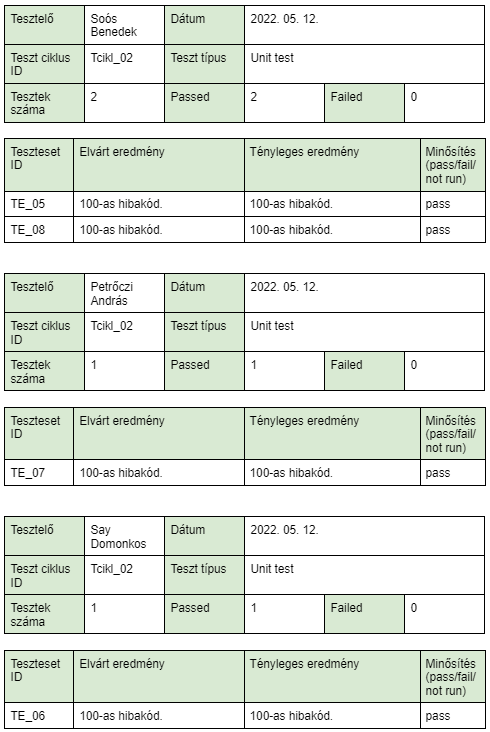 Tesztelő Soós Dátum 2022. 05. 12.
Benedek
Teszt ciklus Tcikl_02 Teszt típus Unit test
ID
Tesztek 2 Passed 2 Failed 0
száma
Teszteset Elvárt eredmény Tényleges eredmény Minősítés
ID (pass/fail/
not run)
TE_05 100-as hibakód. 100-as hibakód. pass
TE_08 100-as hibakód. 100-as hibakód. pass
Tesztelő Petrőczi Dátum 2022. 05. 12.
András
Teszt ciklus Tcikl_02 Teszt típus Unit test
ID
Tesztek 1 Passed 1 Failed 0
száma
Teszteset Elvárt eredmény Tényleges eredmény Minősítés
ID (pass/fail/
not run)
TE_07 100-as hibakód. 100-as hibakód. pass
Tesztelő Say Dátum 2022. 05. 12.
Domonkos
Teszt ciklus Tcikl_02 Teszt típus Unit test
ID
Tesztek 1 Passed 1 Failed 0
száma
Teszteset Elvárt eredmény Tényleges eredmény Minősítés
ID (pass/fail/
not run)
TE_06 100-as hibakód. 100-as hibakód. pass